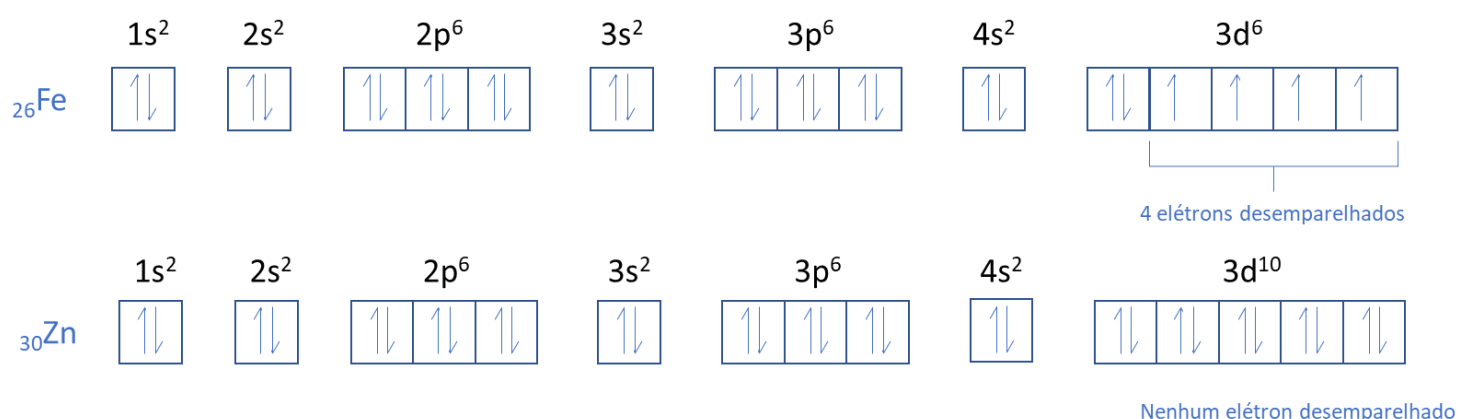 1s² 2s² 2p⁶ 3s² 3p⁶ 4s² 3d⁶
₂₆Fe
4 elétrons desemparelhados
1s² 2s² 2p⁶ 3s² 3p⁶ 4s² 3d¹⁰
₃₀Zn
Nenhum elétron desemparelhado